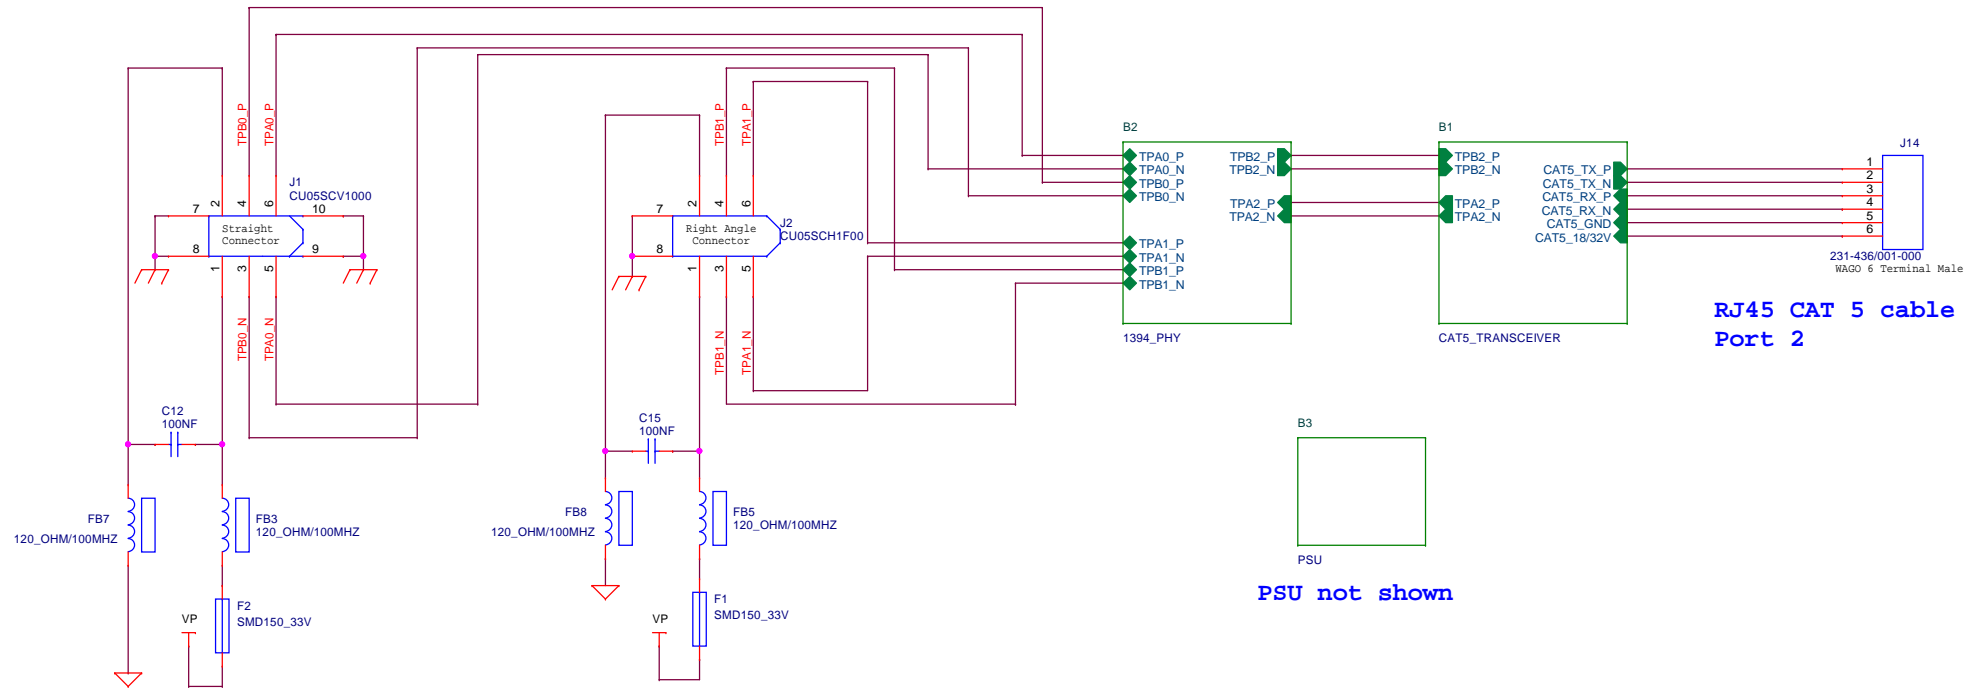 TPB0_P
TPA0_P
J1
CU05SCV1000
7
2
4
6
10
Straight
Connector
8
1
3
5
9
TPB0_N
TPA0_N
C12
100NF
FB7
120_OHM/100MHZ
FB3
120_OHM/100MHZ
F2
SMD150_33V
VP
TPB1_P
TPA1_P
J2
CU05SCH1F00
7
2
4
6
Right Angle
Connector
8
1
3
5
TPB1_N
TPA1_N
C15
100NF
FB8
120_OHM/100MHZ
FB5
120_OHM/100MHZ
F1
SMD150_33V
VP
B2
TPA0_P
TPA0_N
TPB0_P
TPB0_N
TPA1_P
TPA1_N
TPB1_P
TPB1_N
TPB2_P
TPB2_N
TPA2_P
TPA2_N
1394_PHY
B1
TPB2_P
TPB2_N
TPA2_P
TPA2_N
CAT5_TX_P
CAT5_TX_N
CAT5_RX_P
CAT5_RX_N
CAT5_GND
CAT5_18/32V
CAT5_TRANSCEIVER
J14
1
2
3
4
5
6
231-436/001-000
WAGO 6 Terminal Male
RJ45 CAT 5 cable
Port 2
B3
PSU
PSU not shown